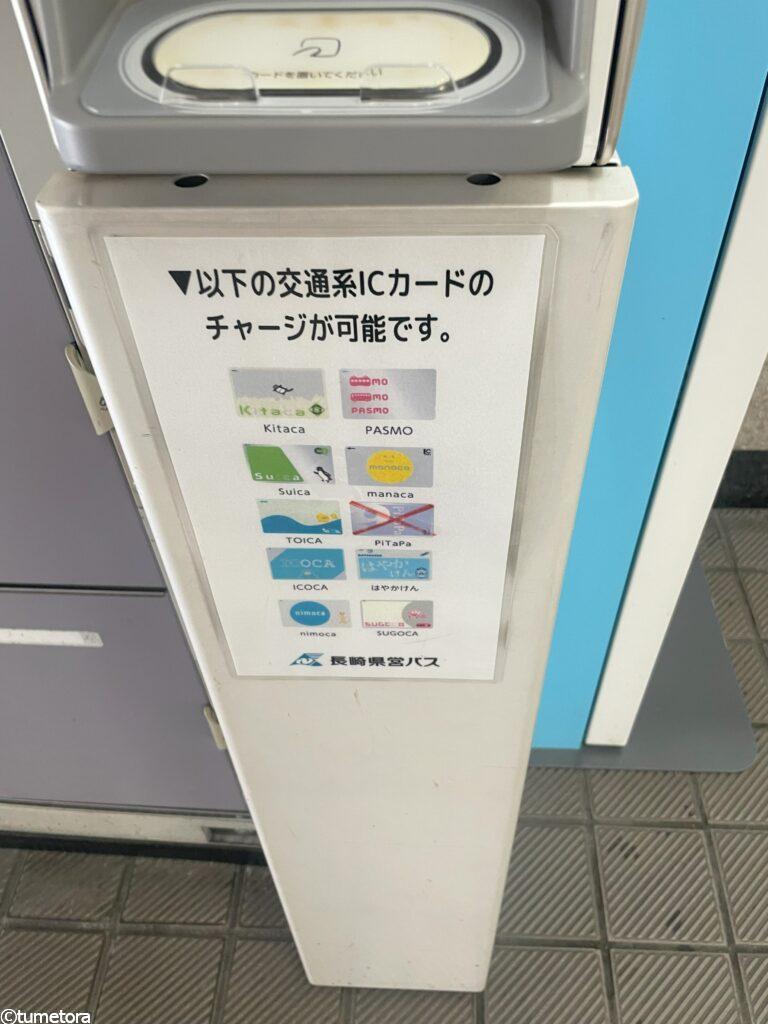 カードを置いてください
▼以下の交通系ICカードの
チャージが可能です。
Kitaca
MO
MO
PASMO
Kitaca
PASMO
Suica
manaca
Suica
manaca
PiTaPa
TOICA
PiTaPa
ICOCA
はやか
けん
ICOCA
はやかけん
nimoca
SUGOCA
nimoca
SUGOCA
長崎県営バス
©tumetora